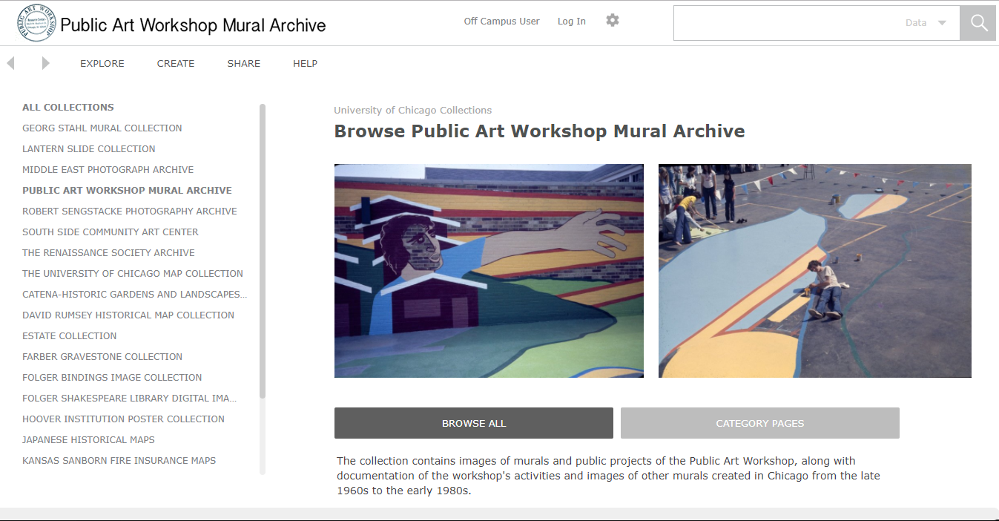 PUBLIC ART WORKSHOP
Public Art Workshop Mural Archive
Off Campus User
Log In
Data
EXPLORE
CREATE
SHARE
HELP
ALL COLLECTIONS
GEORG STAHL MURAL COLLECTION
LANTERN SLIDE COLLECTION
MIDDLE EAST PHOTOGRAPH ARCHIVE
PUBLIC ART WORKSHOP MURAL ARCHIVE
ROBERT SENGSTACKE PHOTOGRAPHY ARCHIVE
SOUTH SIDE COMMUNITY ART CENTER
THE RENAISSANCE SOCIETY ARCHIVE
THE UNIVERSITY OF CHICAGO MAP COLLECTION
CATENA-HISTORIC GARDENS AND LANDSCAPES...
DAVID RUMSEY HISTORICAL MAP COLLECTION
ESTATE COLLECTION
FARBER GRAVESTONE COLLECTION
FOLGER BINDINGS IMAGE COLLECTION
FOLGER SHAKESPEARE LIBRARY DIGITAL IMA...
HOOVER INSTITUTION POSTER COLLECTION
JAPANESE HISTORICAL MAPS
KANSAS SANBORN FIRE INSURANCE MAPS
University of Chicago Collections
Browse Public Art Workshop Mural Archive
BROWSE ALL
CATEGORY PAGES
The collection contains images of murals and public projects of the Public Art Workshop, along with
documentation of the workshop's activities and images of other murals created in Chicago from the late
1960s to the early 1980s.